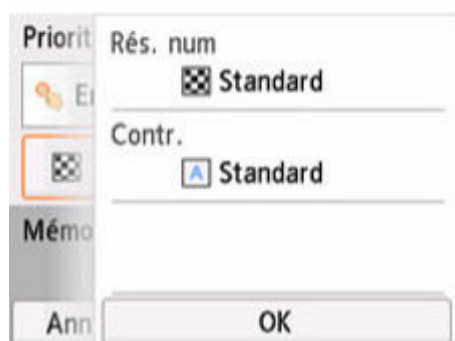 Priorit
Rés. num
Standard
Contr.
A Standard
Mémo
Ann
OK